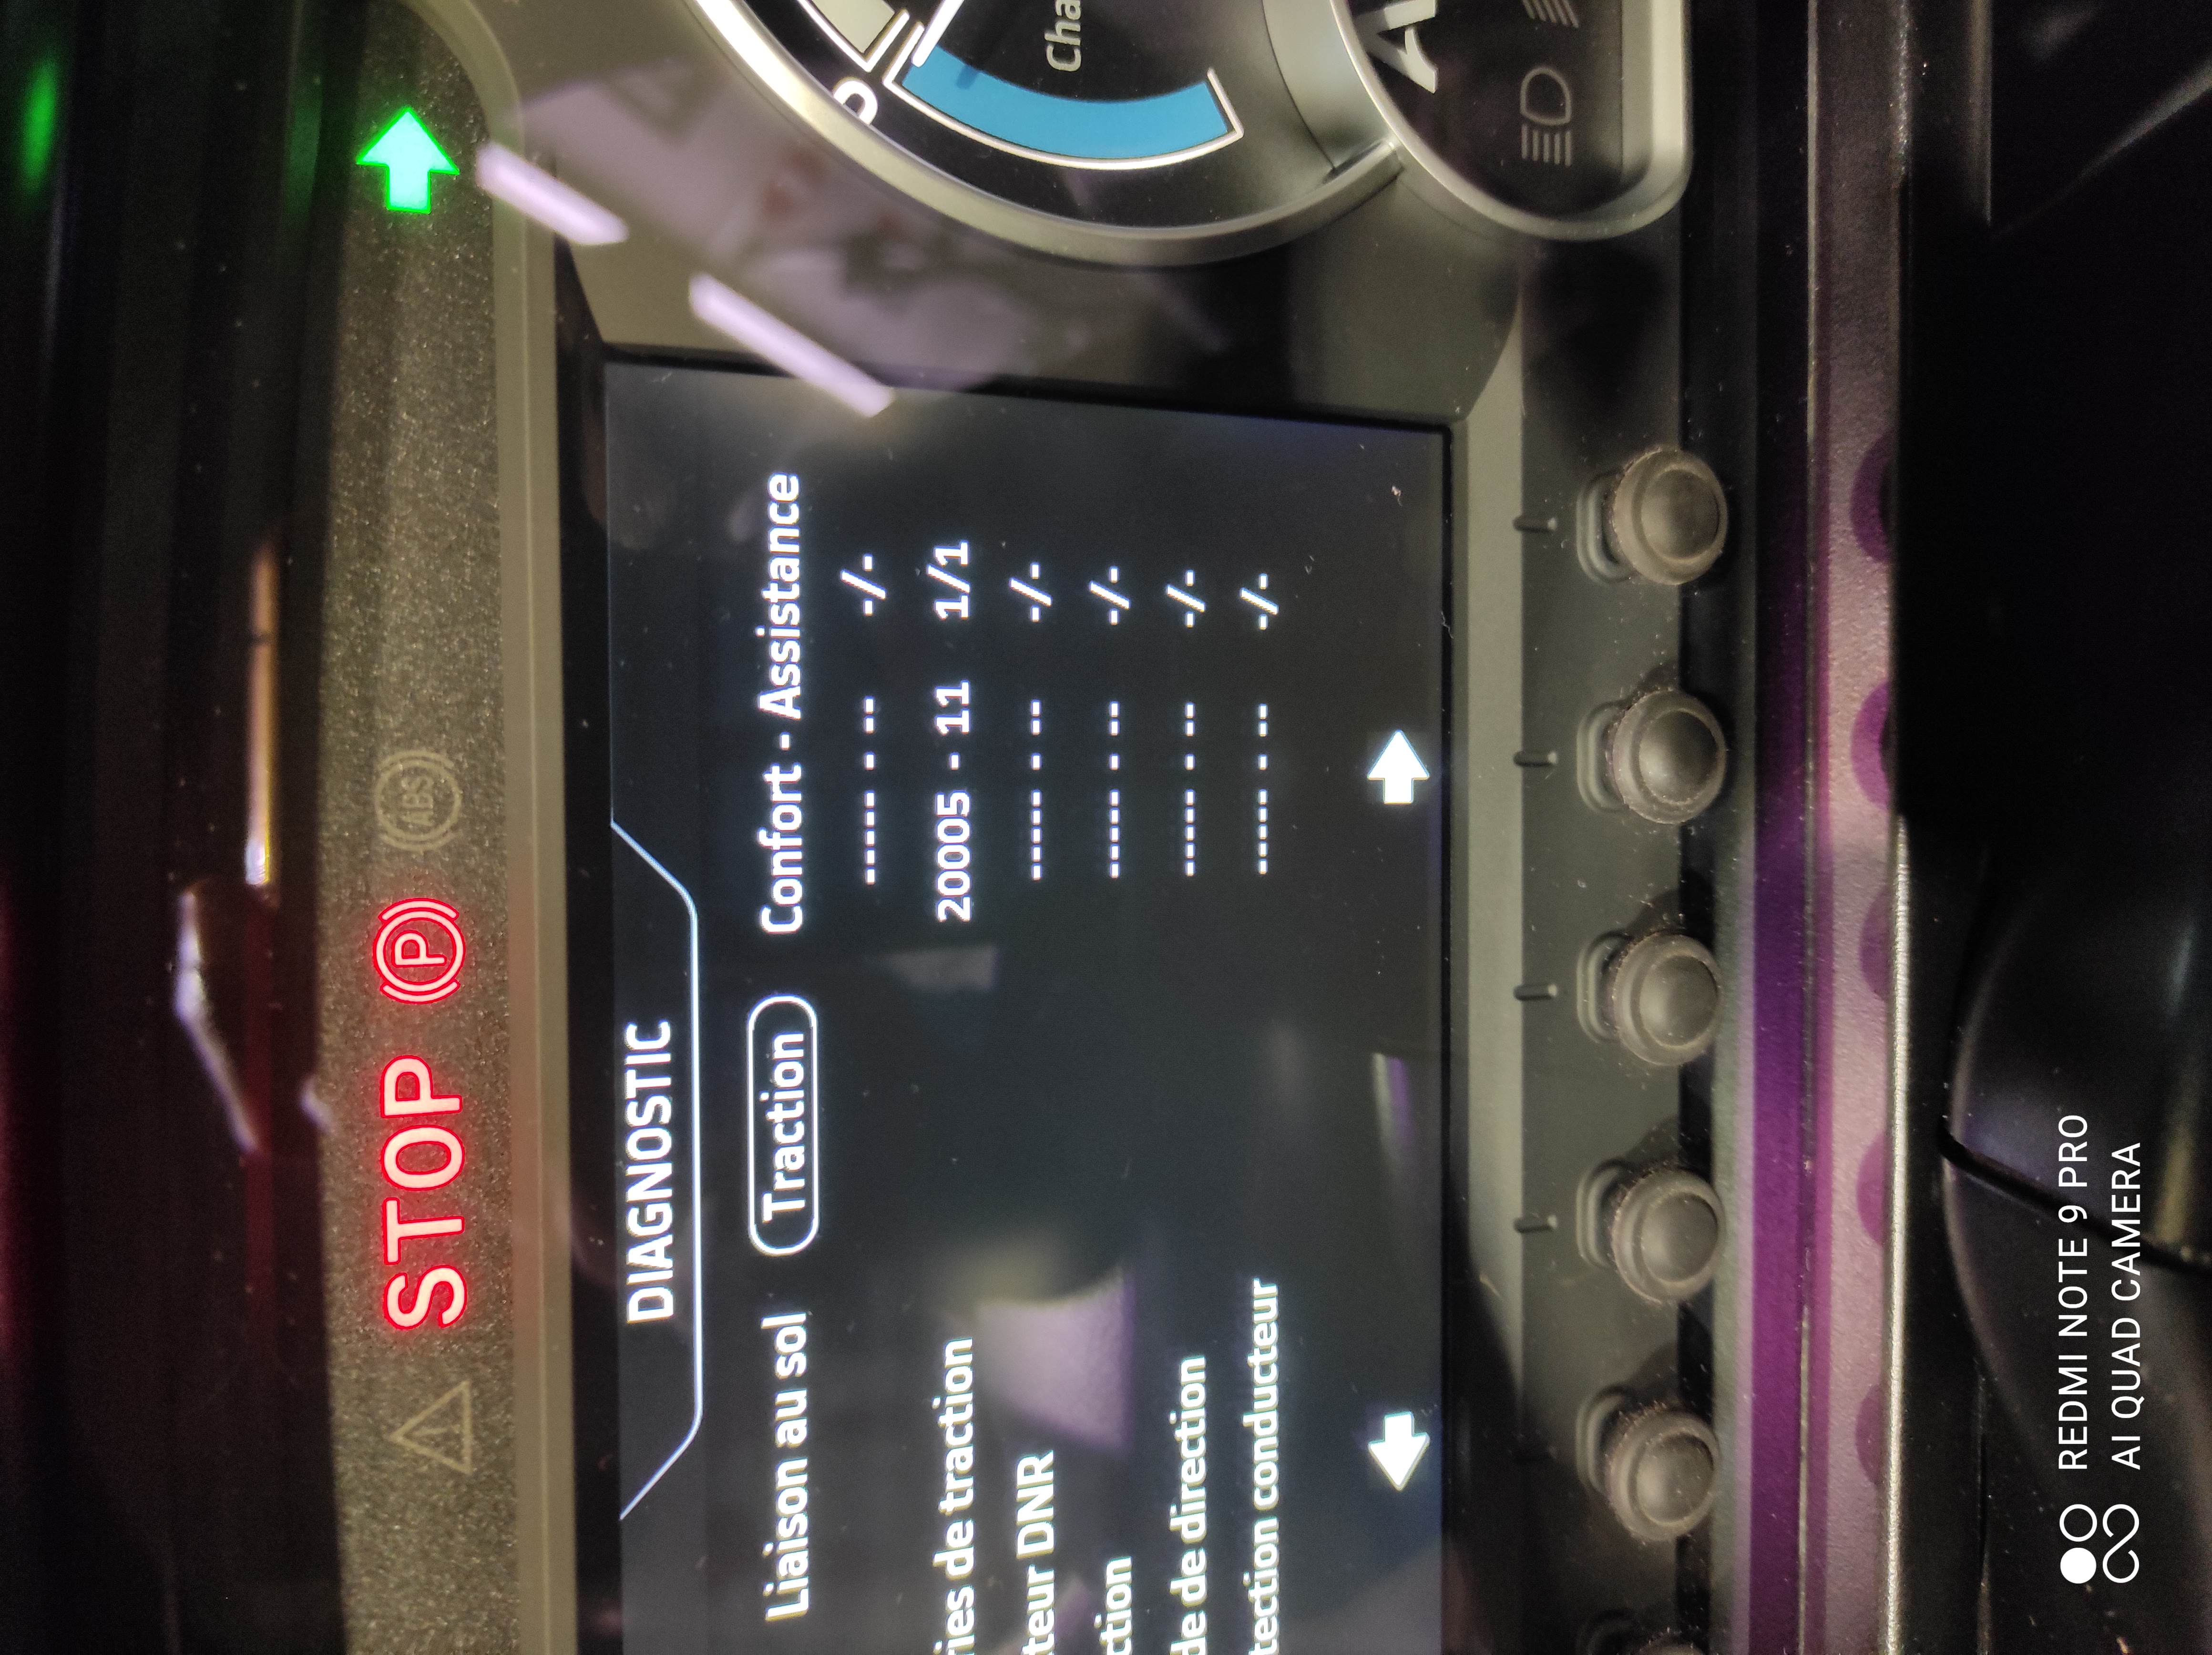 STOP P ABS
DIAGNOSTIC
Liaison au sol Traction Confort - Assistance
----- - -- -/-
ries de traction 20005 - 11 1/1
teur DNR ----- - -- -/-
ction ----- - -- -/-
de de direction ----- - -- -/-
tection conducteur ----- - -- -/-
Cha
A
REDMI NOTE 9 PRO
AI QUAD CAMERA